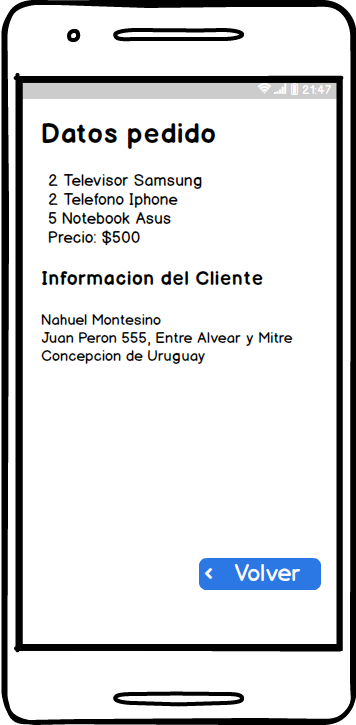 21:47
Datos pedido
2 Televisor Samsung
2 Telefono Iphone
5 Notebook Asus
Precio: $500
Informacion del Cliente
Nahuel Montesino
Juan Peron 555, Entre Alvear y Mitre
Concepcion de Uruguay
Volver